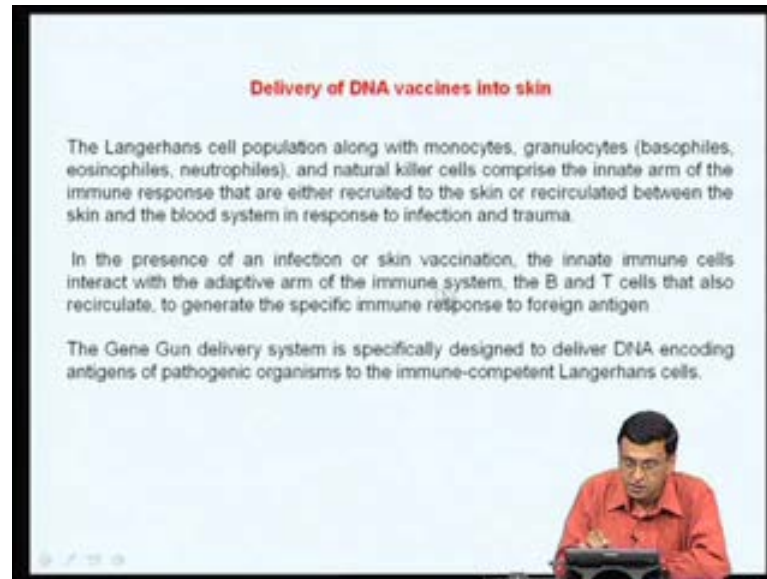 Delivery of DNA vaccines into skin
The Langerhans cell population along with monocytes, granulocytes (basophiles,
eosinophiles, neutrophiles), and natural killer cells comprise the innate arm of the
immune response that are either recruited to the skin or recirculated between the
skin and the blood system in response to infection and trauma.
In the presence of an infection or skin vaccination, the innate immune cells
interact with the adaptive arm of the immune system, the B and T cells that also
recirculate, to generate the specific immune response to foreign antigen
The Gene Gun delivery system is specifically designed to deliver DNA encoding
antigens of pathogenic organisms to the immune-competent Langerhans cells.